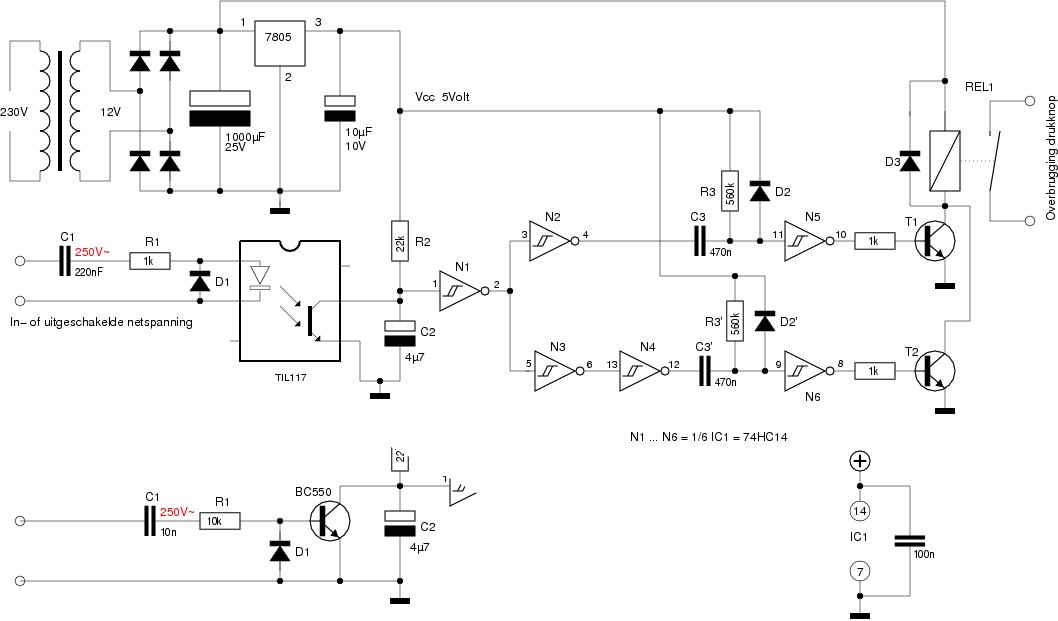 230V
12V
1
7805
3
2
1000µF
25V
10µF
10V
Vcc 5Volt
REL1
D3
Overbrugging drukknop
R3
560k
D2
C1
250V~
220nF
R1
1k
D1
In– of uitgeschakelde netspanning
TIL117
22k
R2
C2
4µ7
1
N1
2
3
N2
4
C3
470n
11
N5
10
1k
T1
R3'
560k
D2'
5
N3
6
13
N4
12
C3'
470n
9
N6
8
1k
T2
N1 ... N6 = 1/6 IC1 = 74HC14
C1
250V~
10n
R1
10k
D1
BC550
22
1
C2
4µ7
+
14
IC1
7
100n